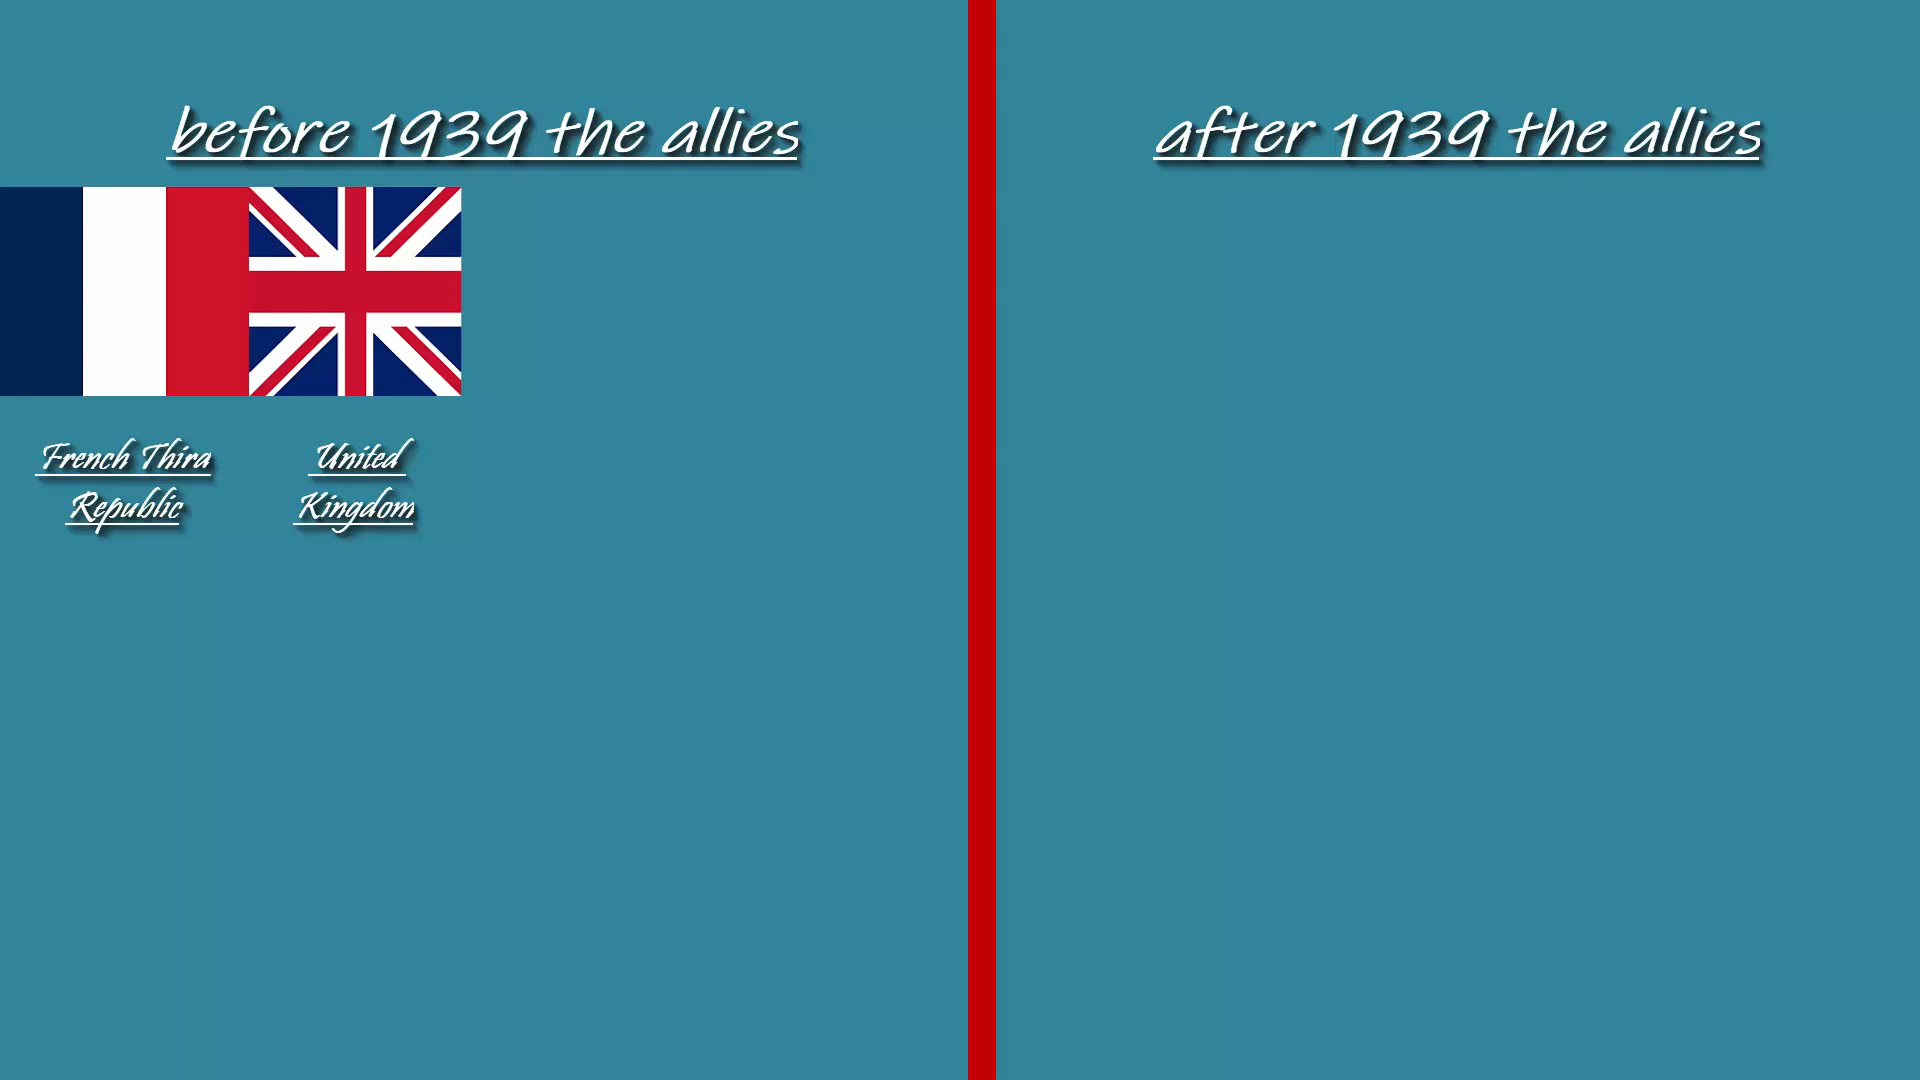 before 1939 the allies
after 1939 the allies
French Thira
Republic
United
Kingdom